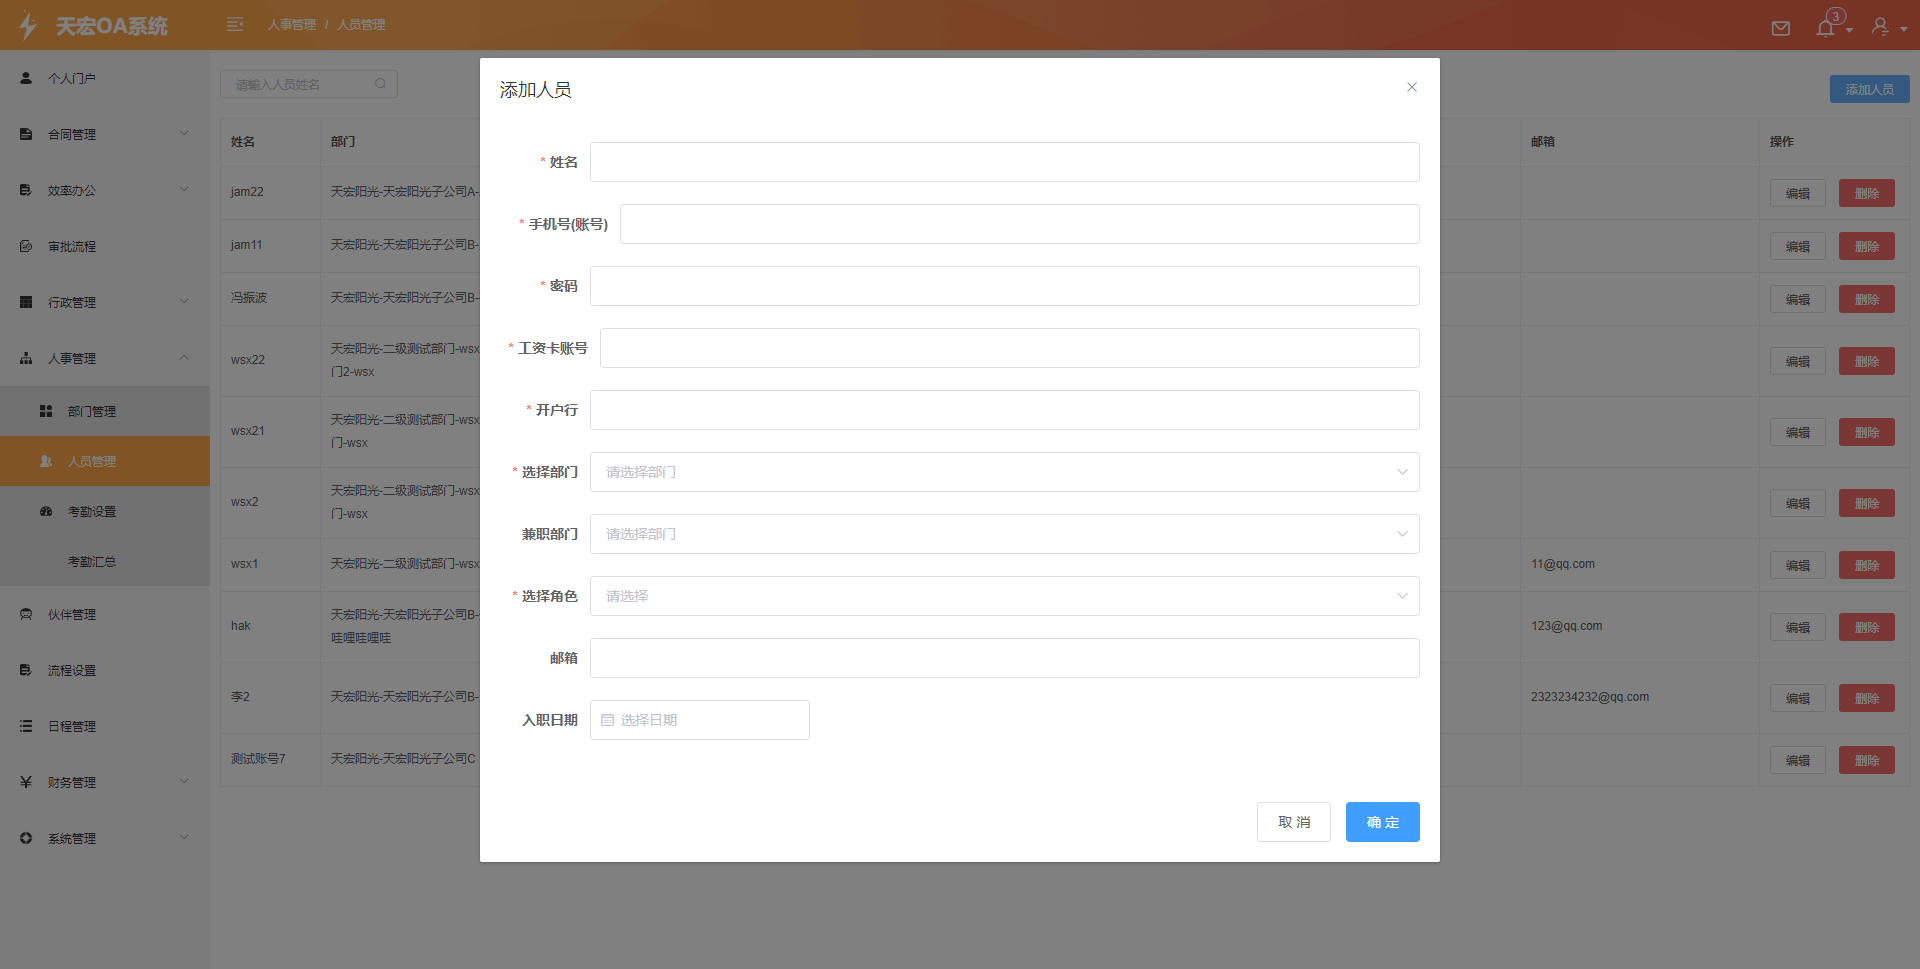 天宏OA系统
人事管理 / 人员管理
3
个人门户
合同管理
效率办公
审批流程
行政管理
人事管理
部门管理
人员管理
考勤设置
考勤汇总
伙伴管理
流程设置
日程管理
财务管理
系统管理
请输入人员姓名
添加人员
姓名 部门 邮箱 操作
jam22 天宏阳光-天宏阳光子公司A- 编辑 删除
jam11 天宏阳光-天宏阳光子公司B- 编辑 删除
冯振波 天宏阳光-天宏阳光子公司B- 编辑 删除
wsx22 天宏阳光-二级测试部门-wsx 编辑 删除
门2-wsx
wsx21 天宏阳光-二级测试部门-wsx 编辑 删除
门-wsx
wsx2 天宏阳光-二级测试部门-wsx 编辑 删除
门-wsx
wsx1 天宏阳光-二级测试部门-wsx 11@qq.com 编辑 删除
hak 天宏阳光-天宏阳光子公司B- 123@qq.com 编辑 删除
哇哩哇哩哇
李2 天宏阳光-天宏阳光子公司B- 2323234232@qq.com 编辑 删除
测试账号7 天宏阳光-天宏阳光子公司C 编辑 删除
添加人员
* 姓名
* 手机号(账号)
* 密码
* 工资卡账号
* 开户行
* 选择部门 请选择部门
兼职部门 请选择部门
* 选择角色 请选择
邮箱
入职日期 选择日期
取 消 确 定